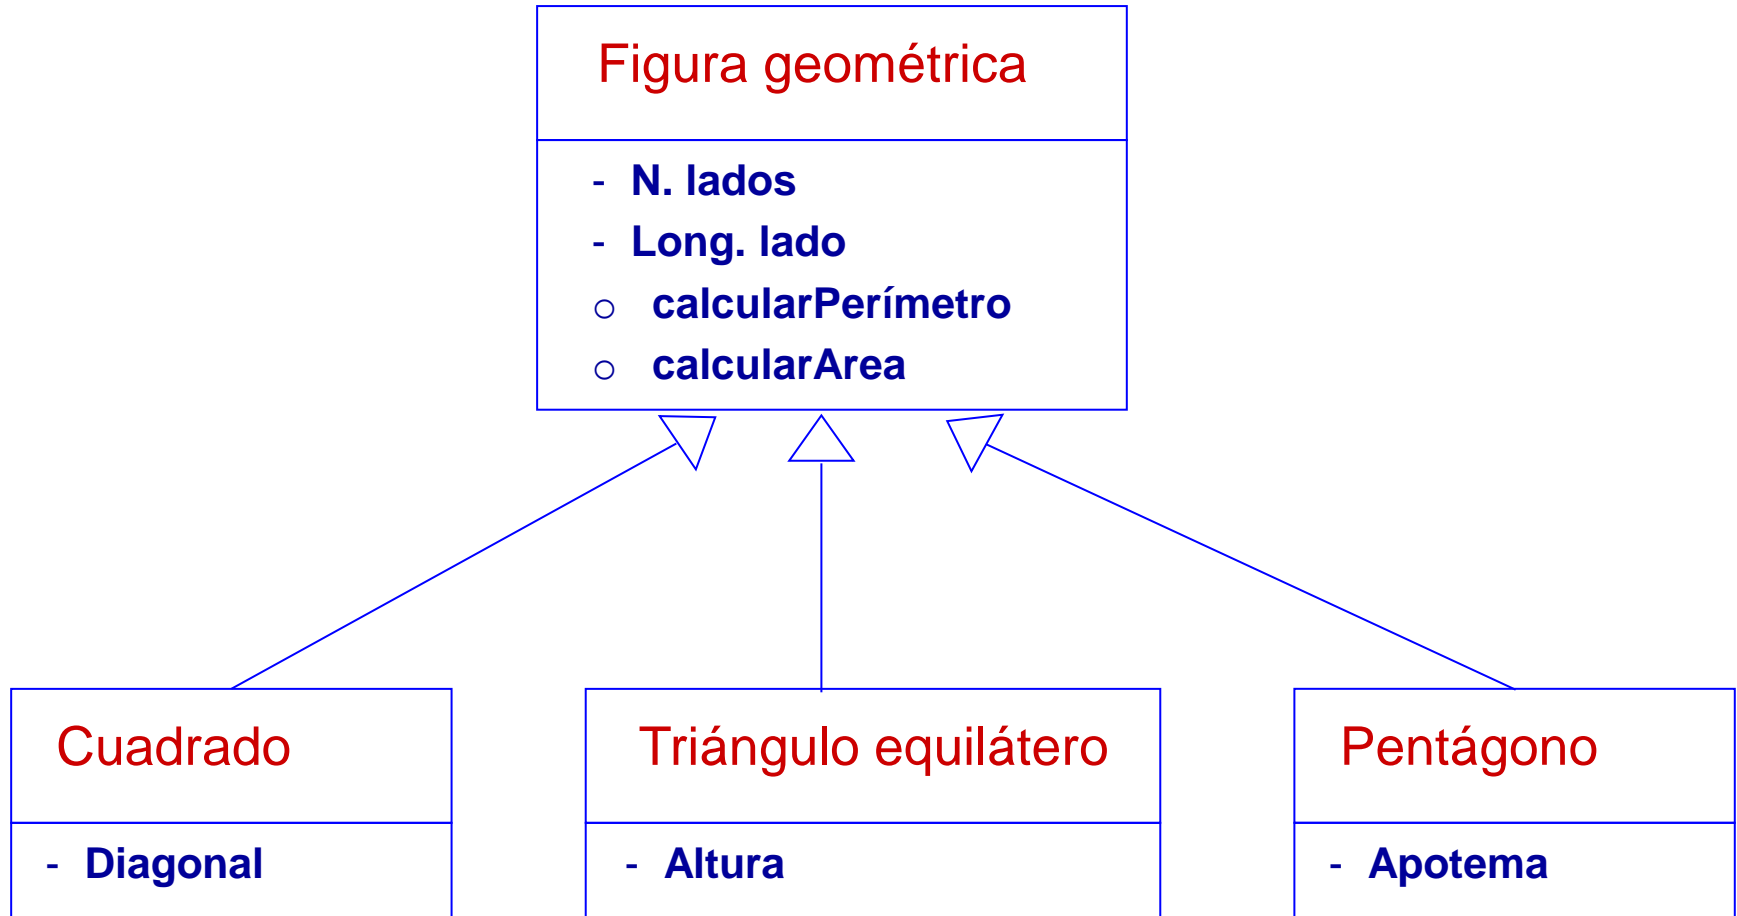 Figura geométrica
- N. lados
- Long. lado
○ calcularPerímetro
○ calcularArea
Cuadrado
- Diagonal
Triángulo equilátero
- Altura
Pentágono
- Apotema